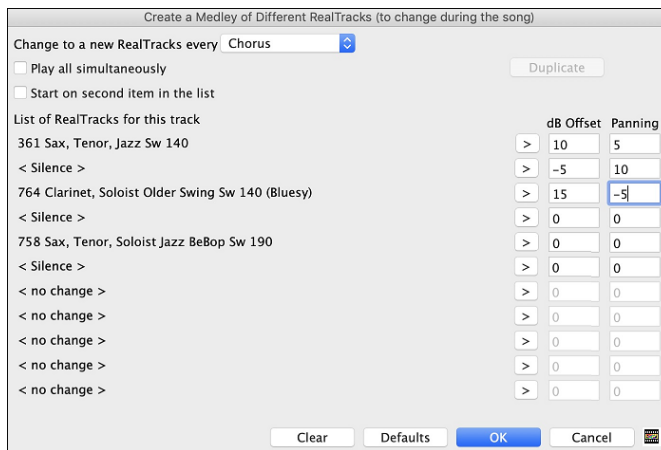 Create a Medley of Different RealTracks (to change during the song)
Change to a new RealTracks every Chorus
Play all simultaneously Duplicate
Start on second item in the list
List of RealTracks for this track dB Offset Panning
361 Sax, Tenor, Jazz Sw 140 > 10 5
< Silence > > -5 10
764 Clarinet, Soloist Older Swing Sw 140 (Bluesy) > 15 -5
< Silence > > 0 0
758 Sax, Tenor, Soloist Jazz BeBop Sw 190 > 0 0
< Silence > > 0 0
< no change > > 0 0
< no change > > 0 0
< no change > > 0 0
< no change > > 0 0
< no change > > 0 0
Clear Defaults OK Cancel